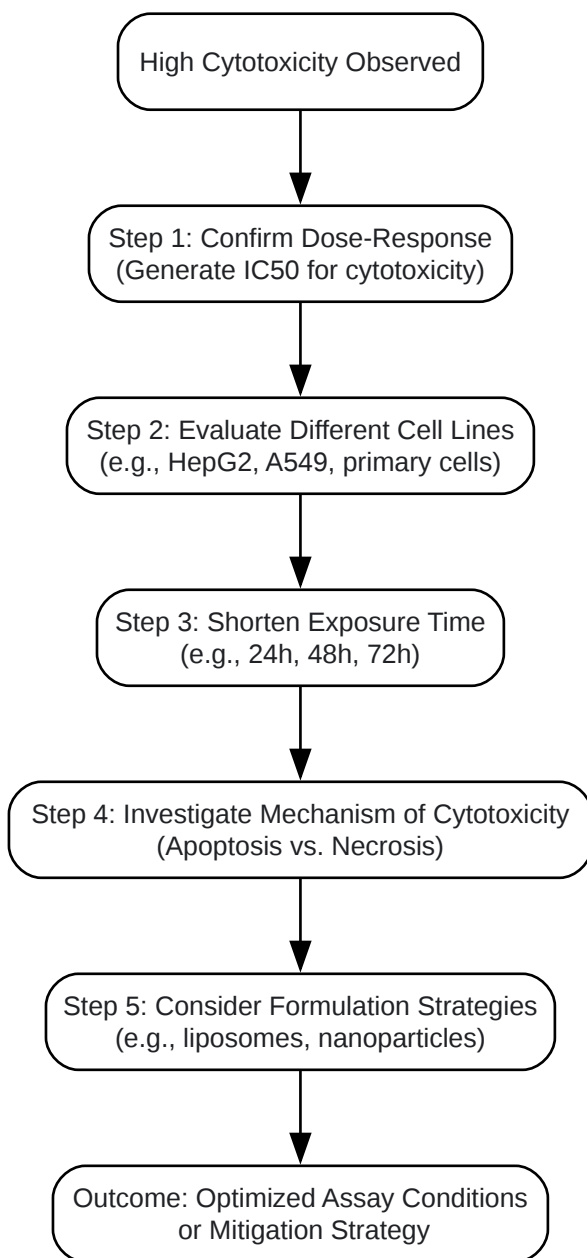 High Cytotoxicity Observed
Step 1: Confirm Dose-Response
(Generate IC50 for cytotoxicity)
Step 2: Evaluate Different Cell Lines
(e.g., HepG2, A549, primary cells)
Step 3: Shorten Exposure Time
(e.g., 24h, 48h, 72h)
Step 4: Investigate Mechanism of Cytotoxicity
(Apoptosis vs. Necrosis)
Step 5: Consider Formulation Strategies
(e.g., liposomes, nanoparticles)
Outcome: Optimized Assay Conditions
or Mitigation Strategy